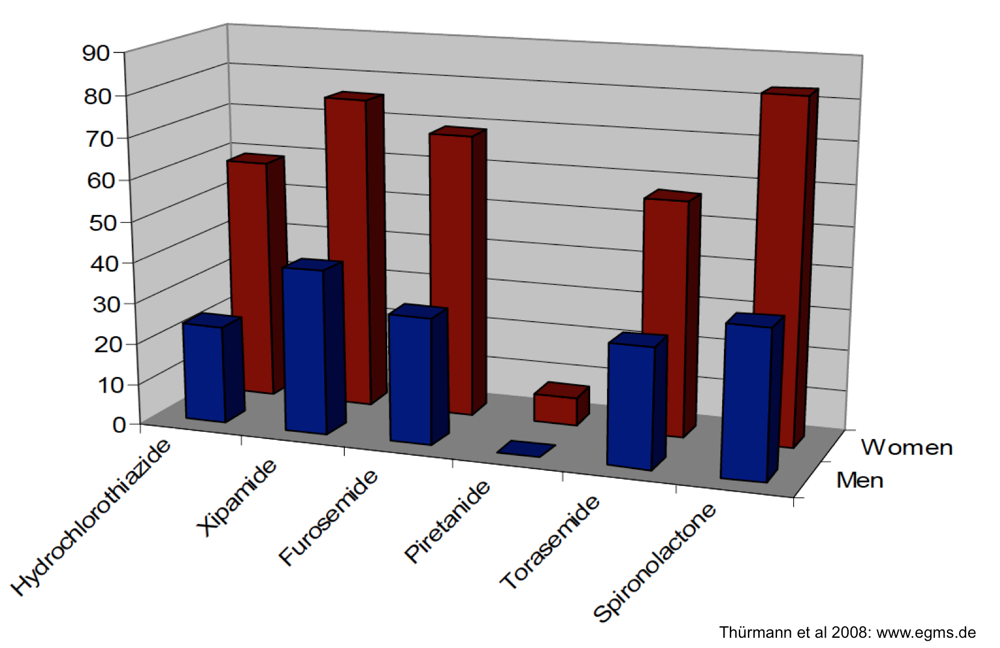 90
80
70
60
50
40
30
20
10
0
Hydrochlorothiazide
Xipamide
Furosemide
Piretanide
Torasemide
Spironolactone
Women
Men
Thürmann et al 2008: www.egms.de